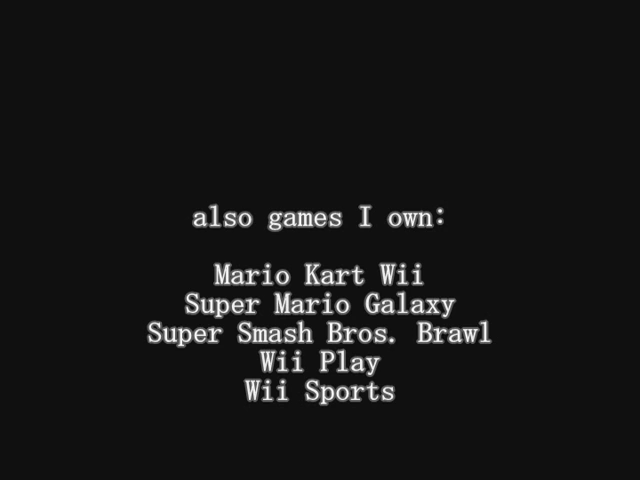 also games I own:
Mario Kart Wii
Super Mario Galaxy
Super Smash Bros. Brawl
Wii Play
Wii Sports